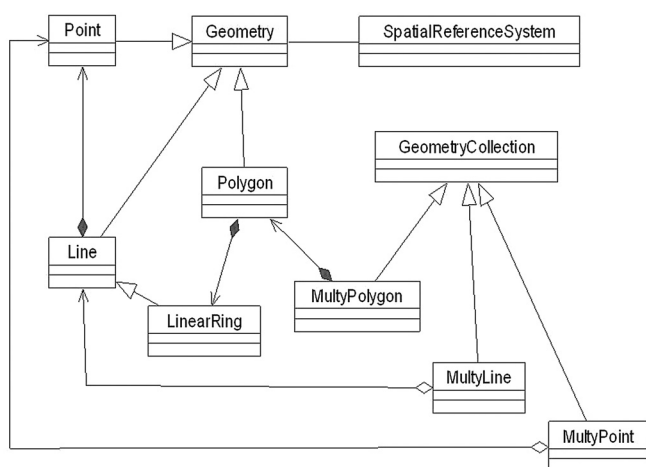 Point
Geometry
SpatialReferenceSystem
GeometryCollection
Polygon
Line
MultyPolygon
LinearRing
MultyLine
MultyPoint